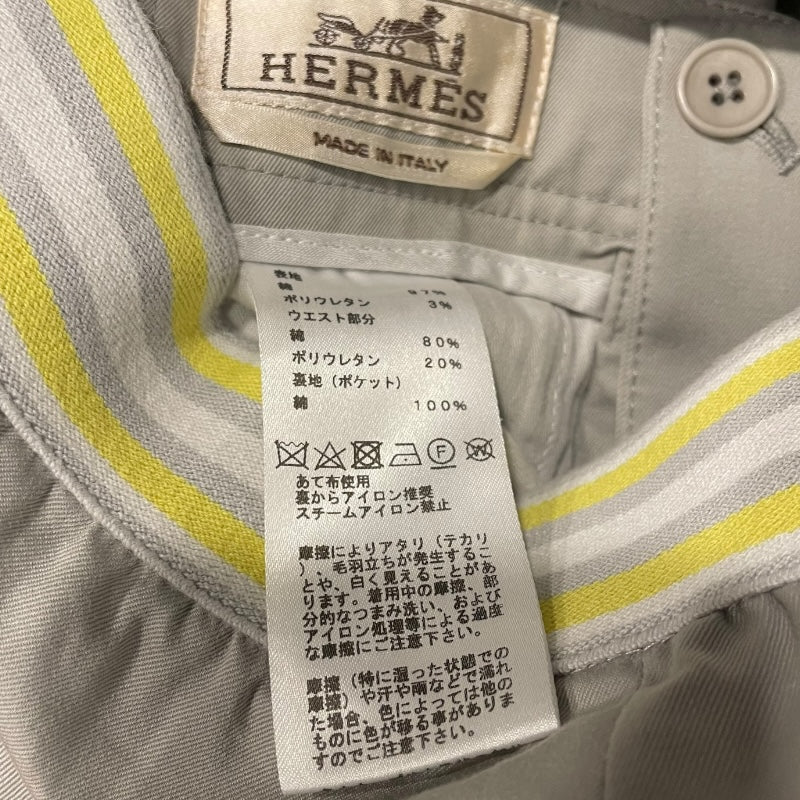 HERMES
MADE IN ITALY
表地
綿 97%
ポリウレタン 3%
ウエスト部分
綿 80%
ポリウレタン 20%
裏地(ポケット)
綿 100%
F W
あて布使用
裏からアイロン推奨
スチームアイロン禁止
摩擦によりアタリ(テカリ
)、毛羽立ちが発生するこ
とや、白く見えることがあ
ります。着用中の摩擦、部
分的なつまみ洗い、および
アイロン処理等による過度
な摩擦にご注意下さい。
摩擦(特に湿った状態での
摩擦)や汗や雨などで濡れ
た場合、色によっては他の
ものに色が移る事がありま
すのでご注意下さい。